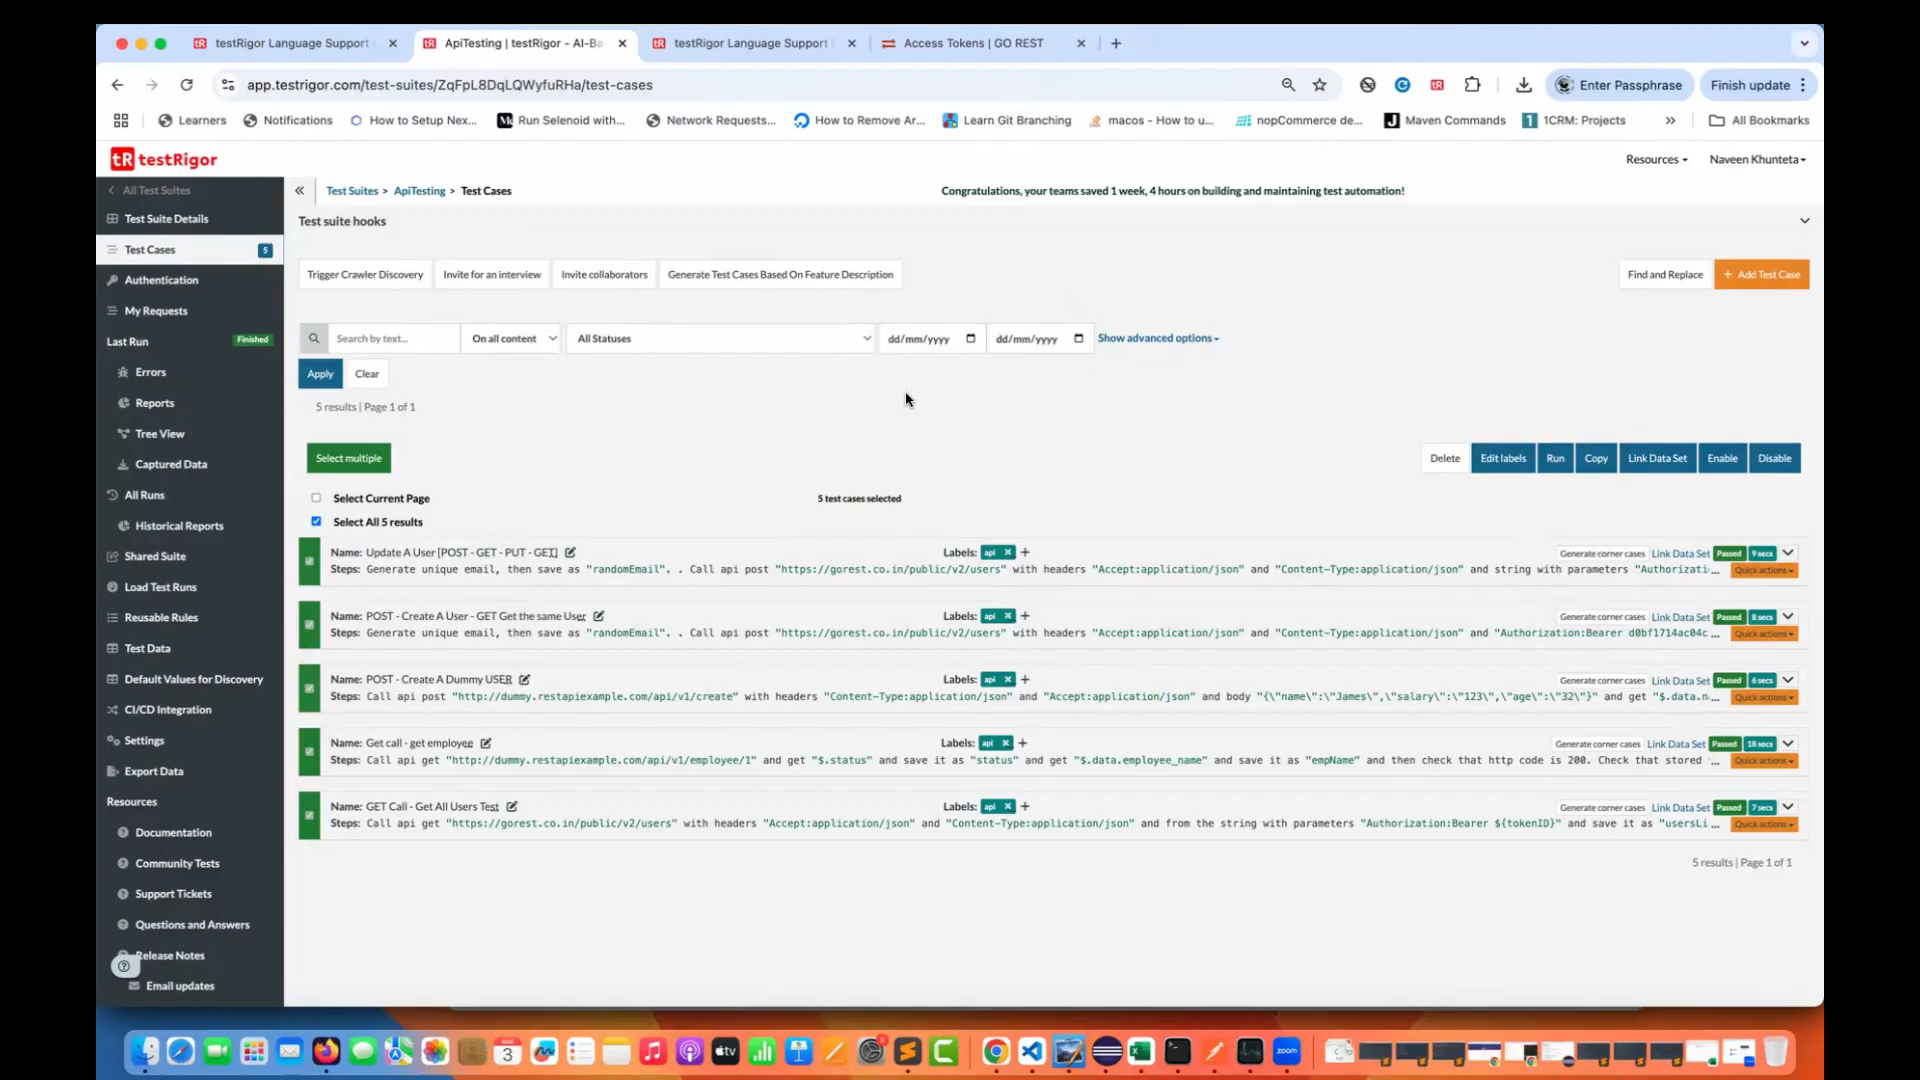 testRigor Language Support
ApiTesting | testRigor - AI-Ba
testRigor Language Support
Access Tokens | GO REST
app.testrigor.com/test-suites/ZqFpL8DqLQWyfuRHa/test-cases
Enter Passphrase
Finish update
Learners
Notifications
How to Setup Nex...
Run Selenoid with...
Network Requests...
How to Remove Ar...
Learn Git Branching
macos - How to u...
nopCommerce de...
Maven Commands
1CRM: Projects
»
All Bookmarks
tR testRigor
Resources
Naveen Khunteta
All Test Suites
Test Suites > ApiTesting > Test Cases
Congratulations, your teams saved 1 week, 4 hours on building and maintaining test automation!
Test Suite Details
Test suite hooks
Test Cases 5
Authentication
Trigger Crawler Discovery
Invite for an interview
Invite collaborators
Generate Test Cases Based On Feature Description
Find and Replace
+ Add Test Case
My Requests
Last Run Finished
Search by text...
On all content
All Statuses
dd/mm/yyyy
dd/mm/yyyy
Show advanced options
Errors
Apply
Clear
Reports
5 results | Page 1 of 1
Tree View
Captured Data
Select multiple
Delete
Edit labels
Run
Copy
Link Data Set
Enable
Disable
All Runs
Select Current Page
5 test cases selected
Historical Reports
Select All 5 results
Shared Suite
Name: Update A User [POST - GET - PUT - GET]
Labels: api × +
Generate corner cases Link Data Set Passed 9 secs
Steps: Generate unique email, then save as "randomEmail". . Call api post "https://gorest.co.in/public/v2/users" with headers "Accept:application/json" and "Content-Type:application/json" and string with parameters "Authorizati...
Quick actions
Load Test Runs
Reusable Rules
Name: POST - Create A User - GET Get the same User
Labels: api × +
Generate corner cases Link Data Set Passed 8 secs
Steps: Generate unique email, then save as "randomEmail". . Call api post "https://gorest.co.in/public/v2/users" with headers "Accept:application/json" and "Content-Type:application/json" and "Authorization:Bearer d0bf1714ac04c ...
Quick actions
Test Data
Default Values for Discovery
Name: POST - Create A Dummy USER
Labels: api × +
Generate corner cases Link Data Set Passed 6 secs
Steps: Call api post "http://dummy.restapiexample.com/api/v1/create" with headers "Content-Type:application/json" and "Accept:application/json" and body "{\"name\":\"James\",\"salary\":\"123\",\"age\":\"32\"}" and get "$.data.n...
Quick actions
CI/CD Integration
Settings
Name: Get call - get employee
Labels: api × +
Generate corner cases Link Data Set Passed 18 secs
Steps: Call api get "http://dummy.restapiexample.com/api/v1/employee/1" and get "$.status" and save it as "status" and get "$.data.employee_name" and save it as "empName" and then check that http code is 200. Check that stored ...
Quick actions
Export Data
Resources
Name: GET Call - Get All Users Test
Labels: api × +
Generate corner cases Link Data Set Passed 7 secs
Steps: Call api get "https://gorest.co.in/public/v2/users" with headers "Accept:application/json" and "Content-Type:application/json" and from the string with parameters "Authorization:Bearer ${tokenID}" and save it as "usersLi ...
Quick actions
Documentation
Community Tests
5 results | Page 1 of 1
Support Tickets
Questions and Answers
Release Notes
Email updates
3
tv
zoom